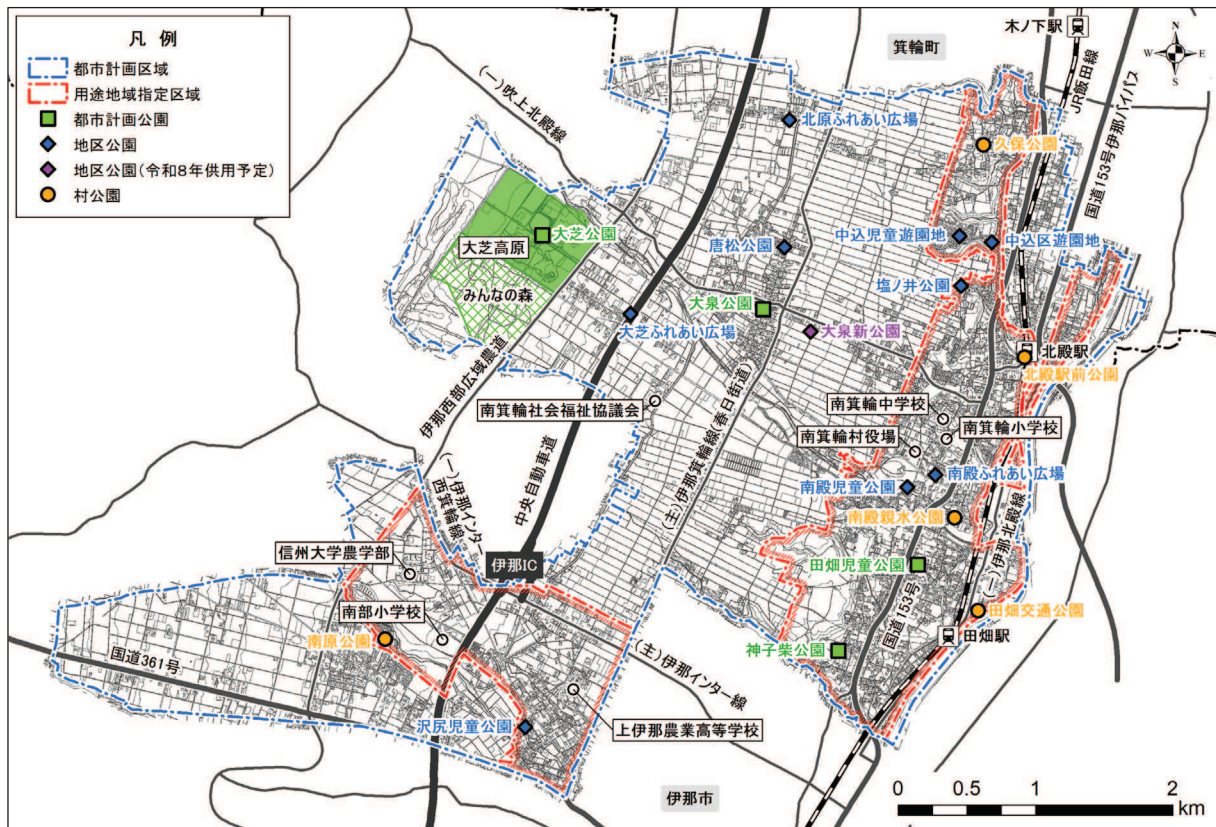 凡例
都市計画区域
用途地域指定区域
都市計画公園
地区公園
地区公園(令和8年供用予定)
村公園
木ノ下駅
箕輪町
N
W
E
S
JR飯田線
国道153号伊那バイパス
(一)吹上北殿線
北原ふれあい広場
久保公園
大芝公園
大芝高原
みんなの森
唐松公園
中込児童遊園地
中込区遊園地
塩ノ井公園
大泉公園
大芝ふれあい広場
大泉新公園
北殿駅
北殿駅前公園
伊那西部広域農道
南箕輪社会福祉協議会
(主)伊那箕輪線(春日街道)
南箕輪中学校
南箕輪小学校
南箕輪村役場
南殿ふれあい広場
南殿児童公園
南殿親水公園
中央自動車道
(一)伊那インター
西箕輪線
伊那IC
信州大学農学部
南部小学校
南原公園
田畑児童公園
国道153号
(一)伊那北殿線
田畑交通公園
田畑駅
神子柴公園
国道361号
(主)伊那インター線
沢尻児童公園
上伊那農業高等学校
伊那市
0 0.5 1 2
km